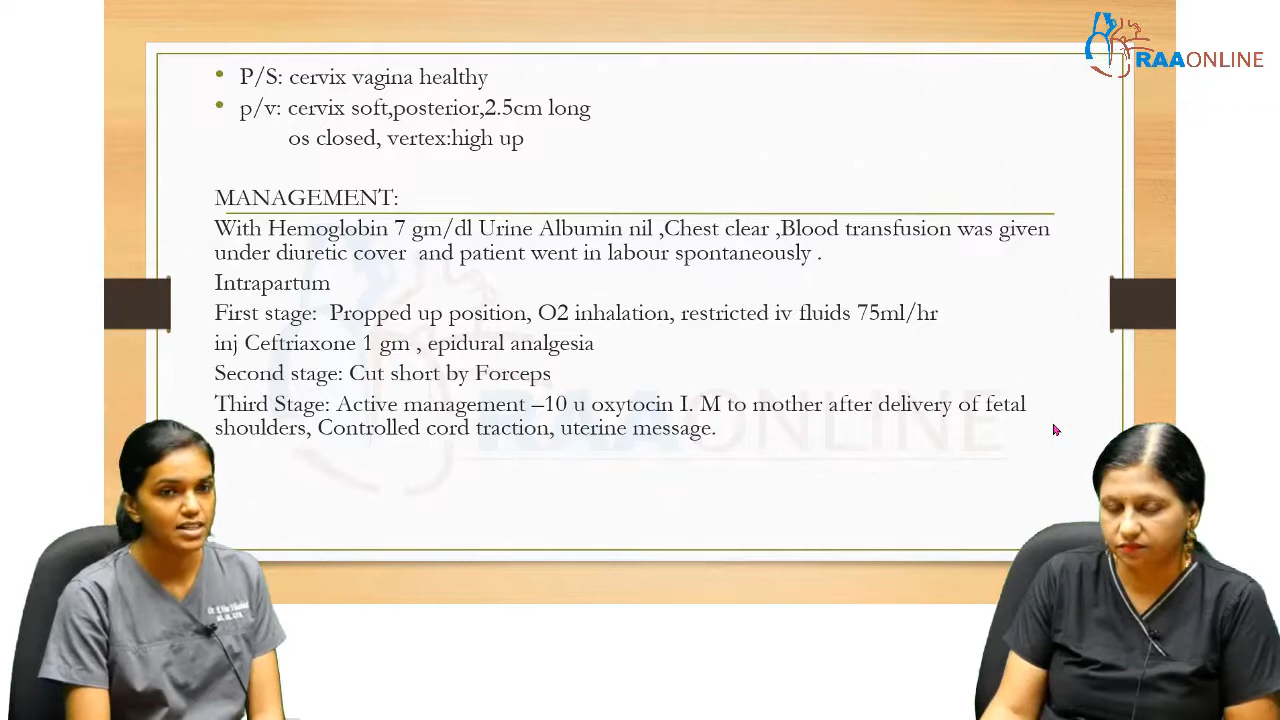 RAAONLINE
P/S: cervix vagina healthy
p/v: cervix soft,posterior,2.5cm long
os closed, vertex:high up
MANAGEMENT:
With Hemoglobin 7 gm/dl Urine Albumin nil ,Chest clear ,Blood transfusion was given
under diuretic cover and patient went in labour spontaneously .
Intrapartum
First stage: Propped up position, O2 inhalation, restricted iv fluids 75ml/hr
inj Ceftriaxone 1 gm , epidural analgesia
Second stage: Cut short by Forceps
Third Stage: Active management –10 u oxytocin I. M to mother after delivery of fetal
shoulders, Controlled cord traction, uterine message.
RAAONLINE